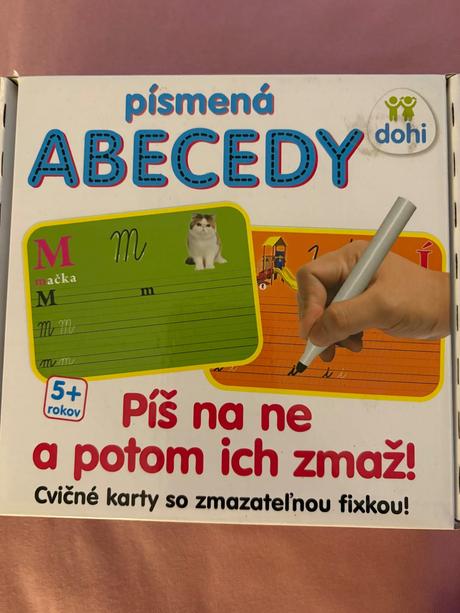 písmená
dohi
ABECEDY
M
m
mačka
M
m
m m
m m
Í
i
5+
rokov
Píš na ne
a potom ich zmaž!
Cvičné karty so zmazateľnou fixkou!